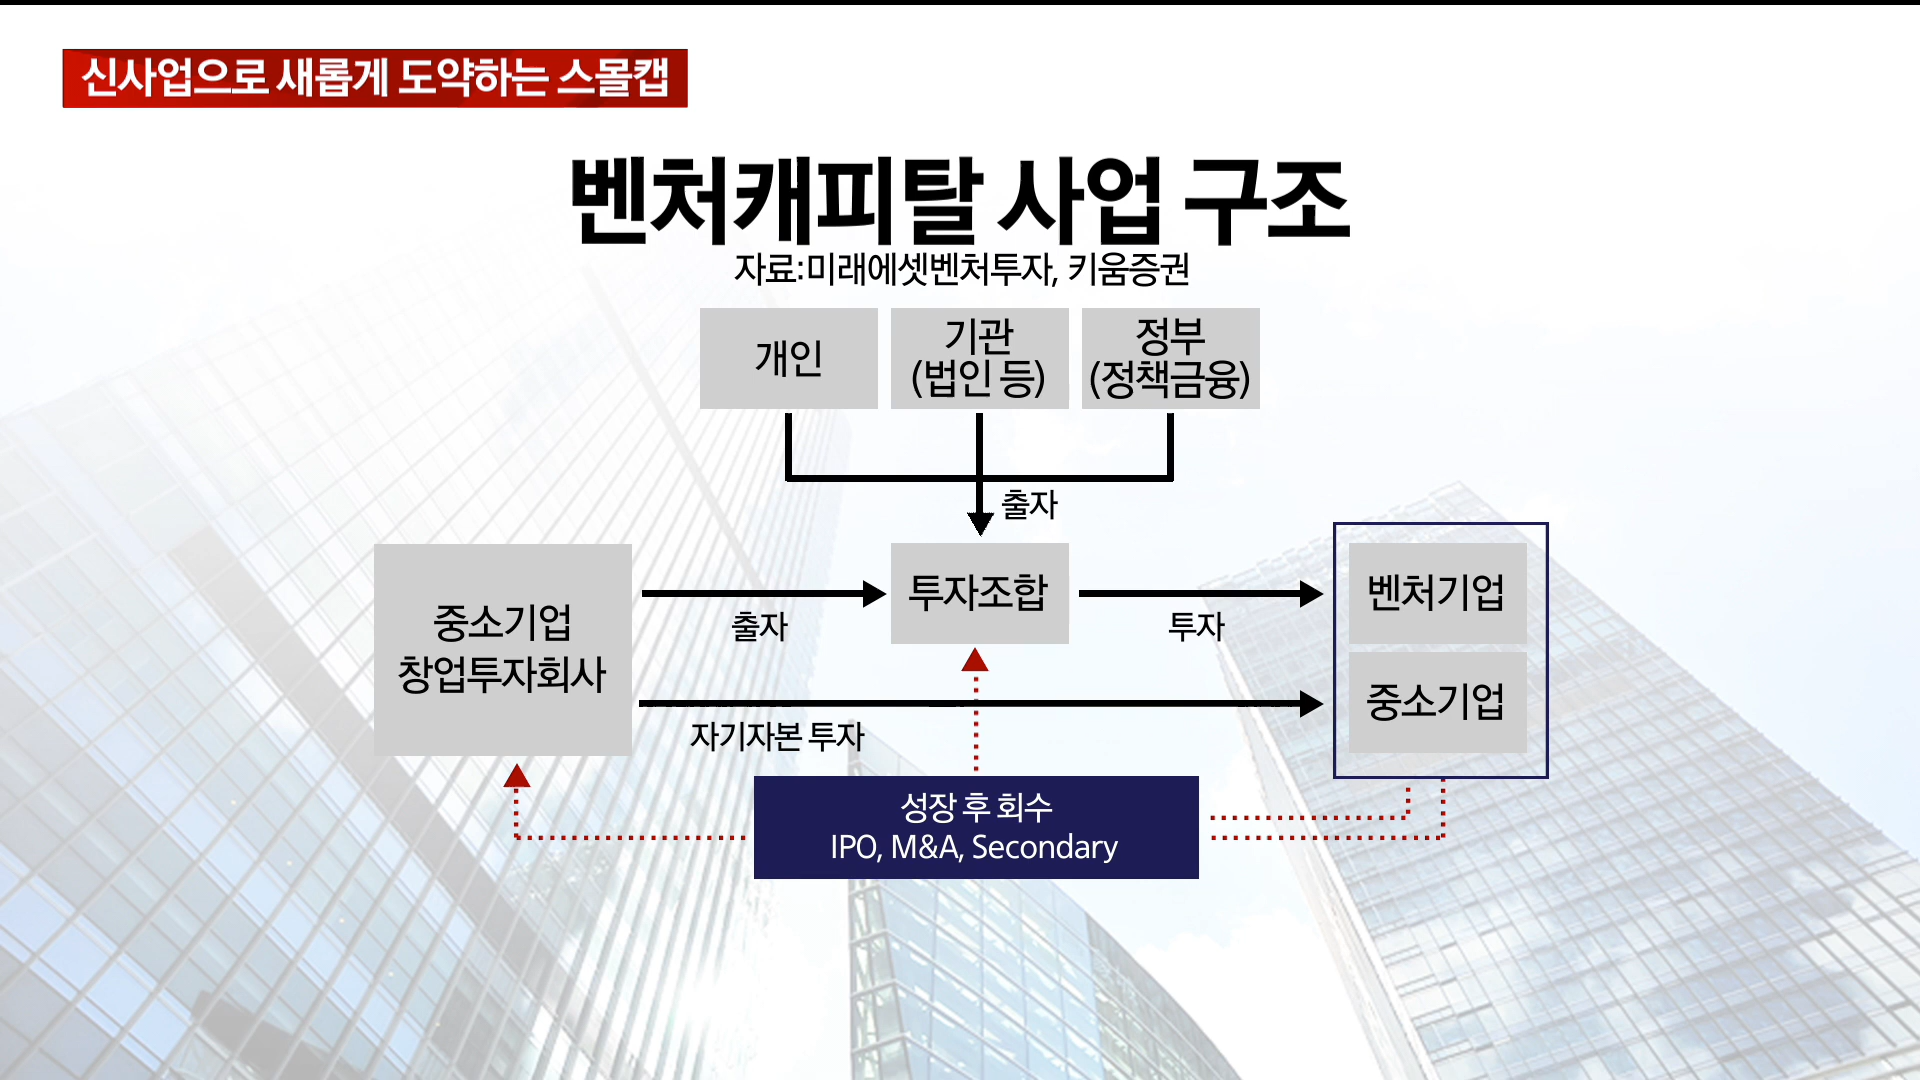 신사업으로 새롭게 도약하는 스몰캡
벤처캐피탈 사업 구조
자료:미래에셋벤처투자, 키움증권
개인
기관
(법인 등)
정부
(정책금융)
출자
중소기업
창업투자회사
출자
투자조합
투자
벤처기업
중소기업
자기자본 투자
성장 후 회수
IPO, M&A, Secondary